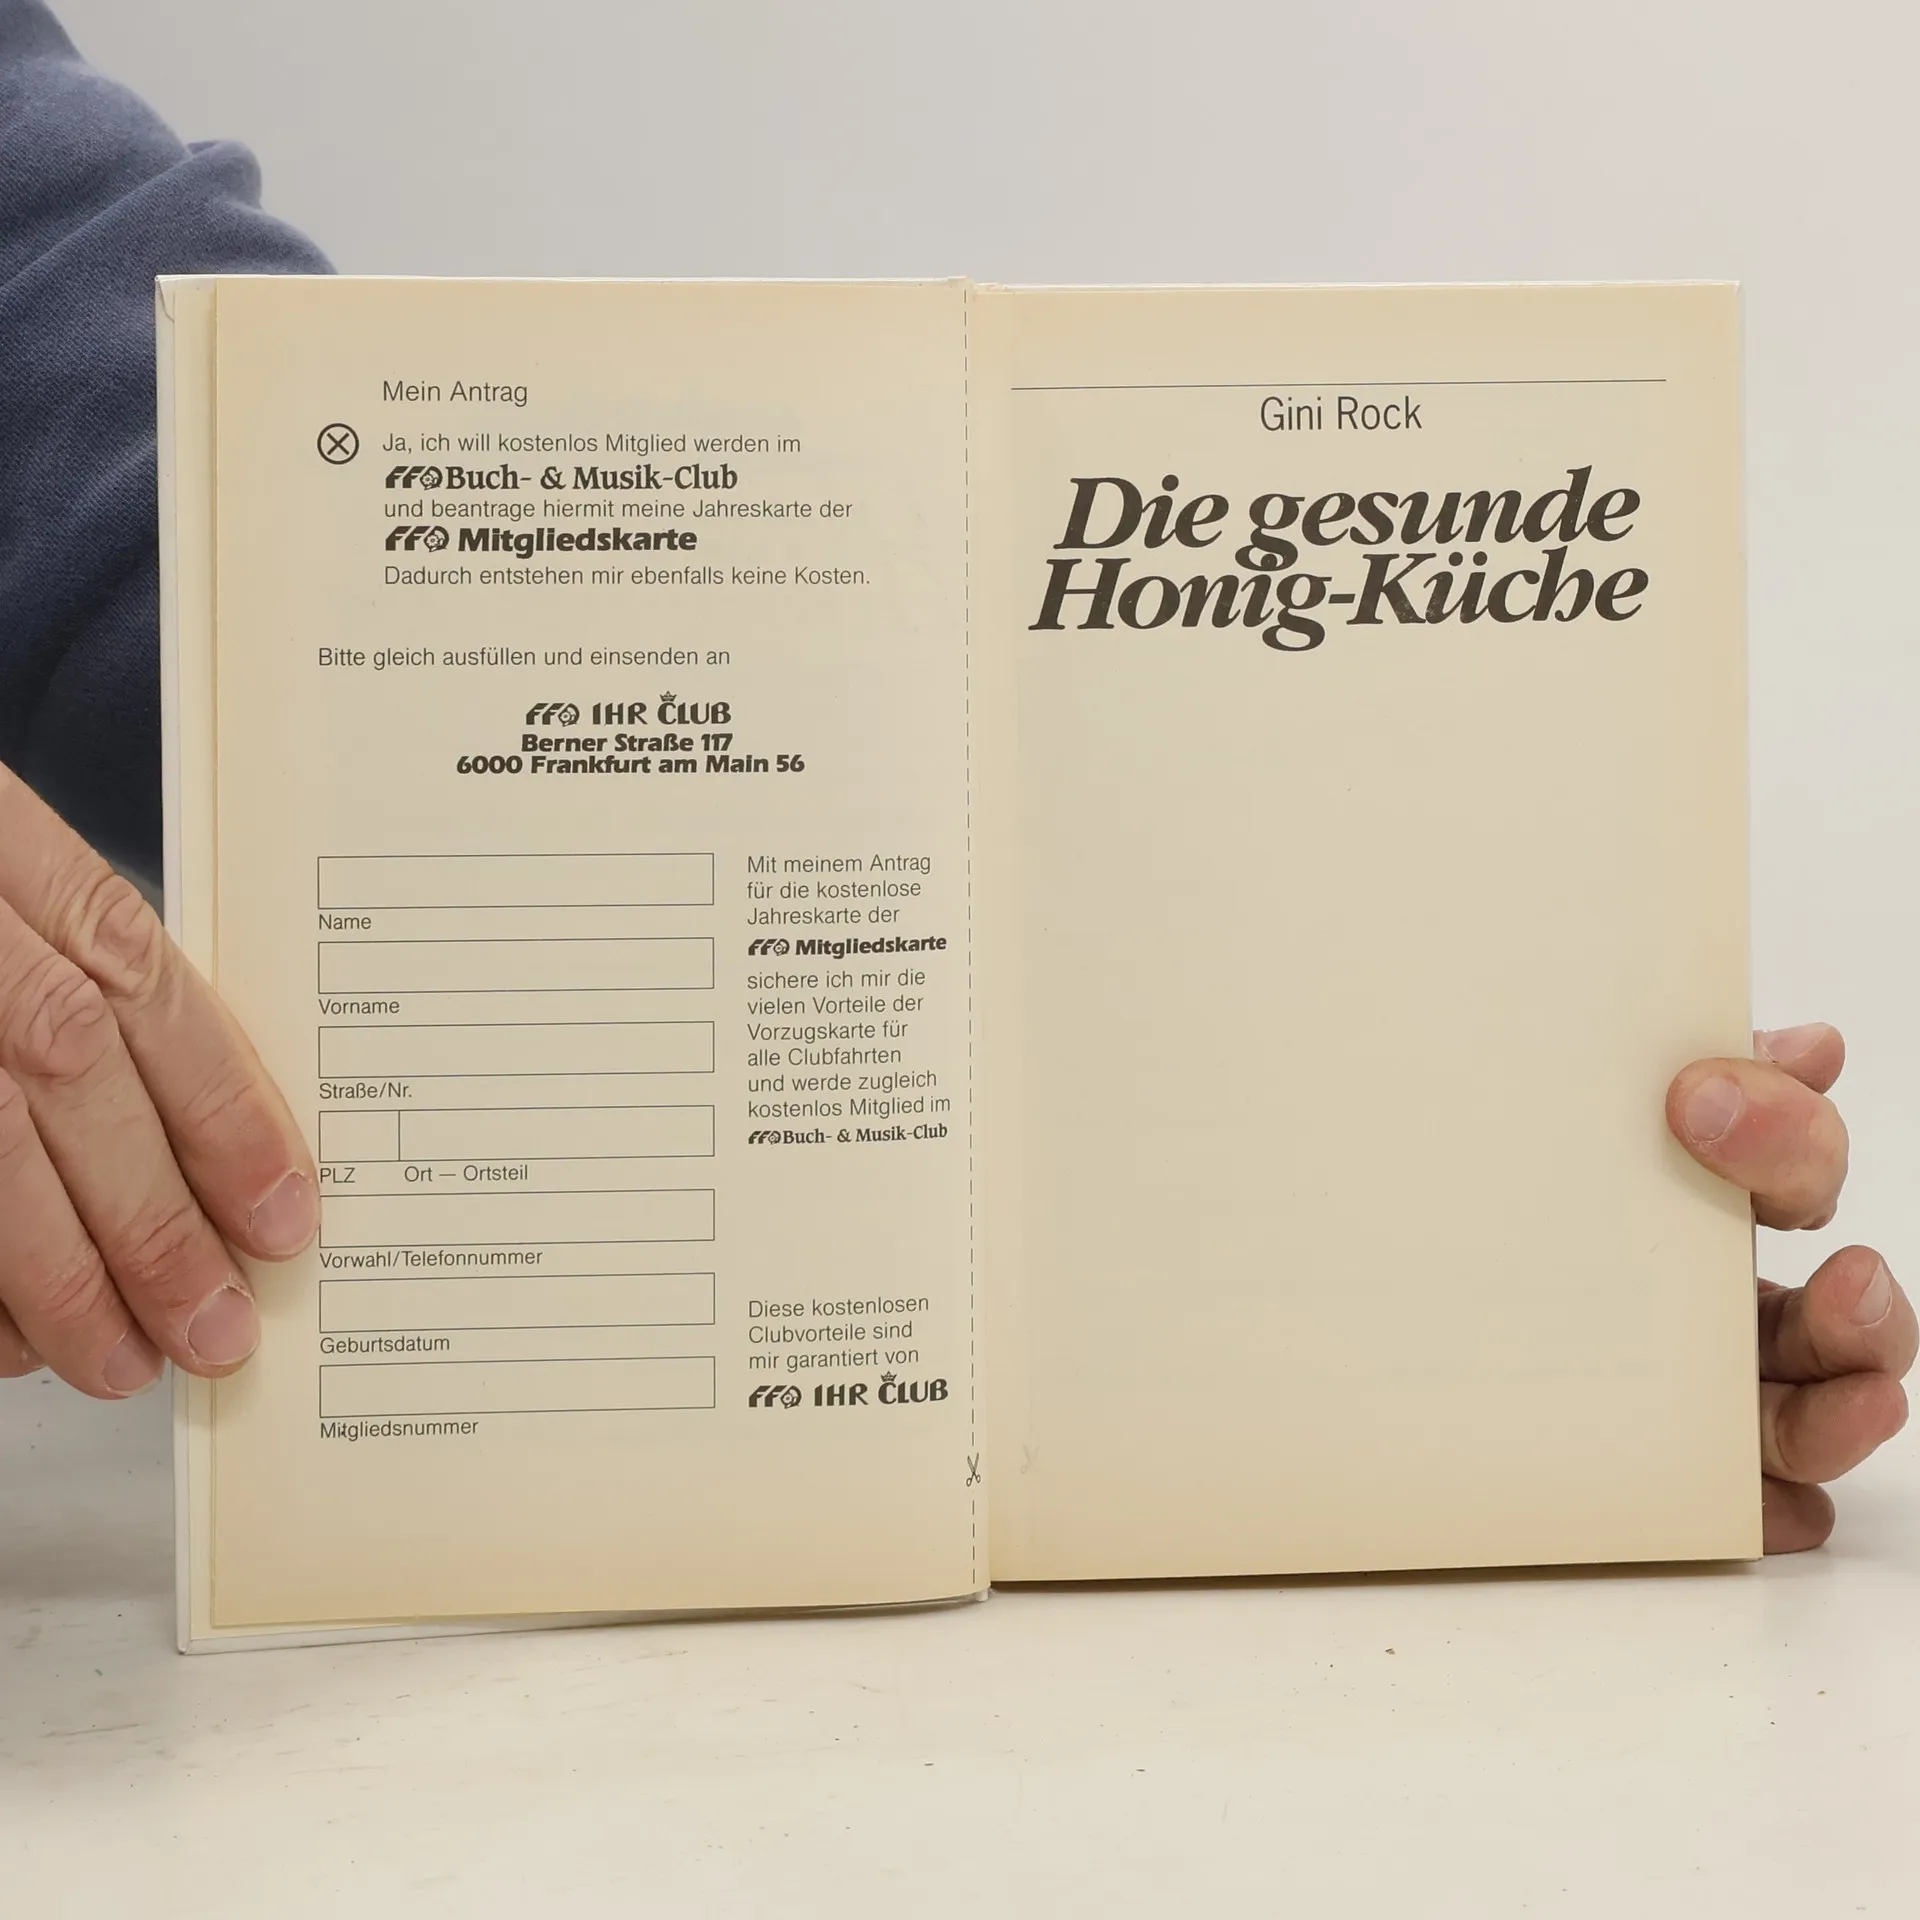 Mein Antrag
Ja, ich will kostenlos Mitglied werden im
FFO Buch- & Musik-Club
und beantrage hiermit meine Jahreskarte der
FFO Mitgliedskarte
Dadurch entstehen mir ebenfalls keine Kosten.
Bitte gleich ausfüllen und einsenden an
FFO IHR CLUB
Berner Straße 117
6000 Frankfurt am Main 56
Name
Vorname
Straße/Nr.
PLZ Ort — Ortsteil
Vorwahl/Telefonnummer
Geburtsdatum
Mitgliedsnummer
Mit meinem Antrag
für die kostenlose
Jahreskarte der
FFO Mitgliedskarte
sichere ich mir die
vielen Vorteile der
Vorzugskarte für
alle Clubfahrten
und werde zugleich
kostenlos Mitglied im
FFO Buch- & Musik-Club
Diese kostenlosen
Clubvorteile sind
mir garantiert von
FFO IHR CLUB
Gini Rock
Die gesunde
Honig-Küche